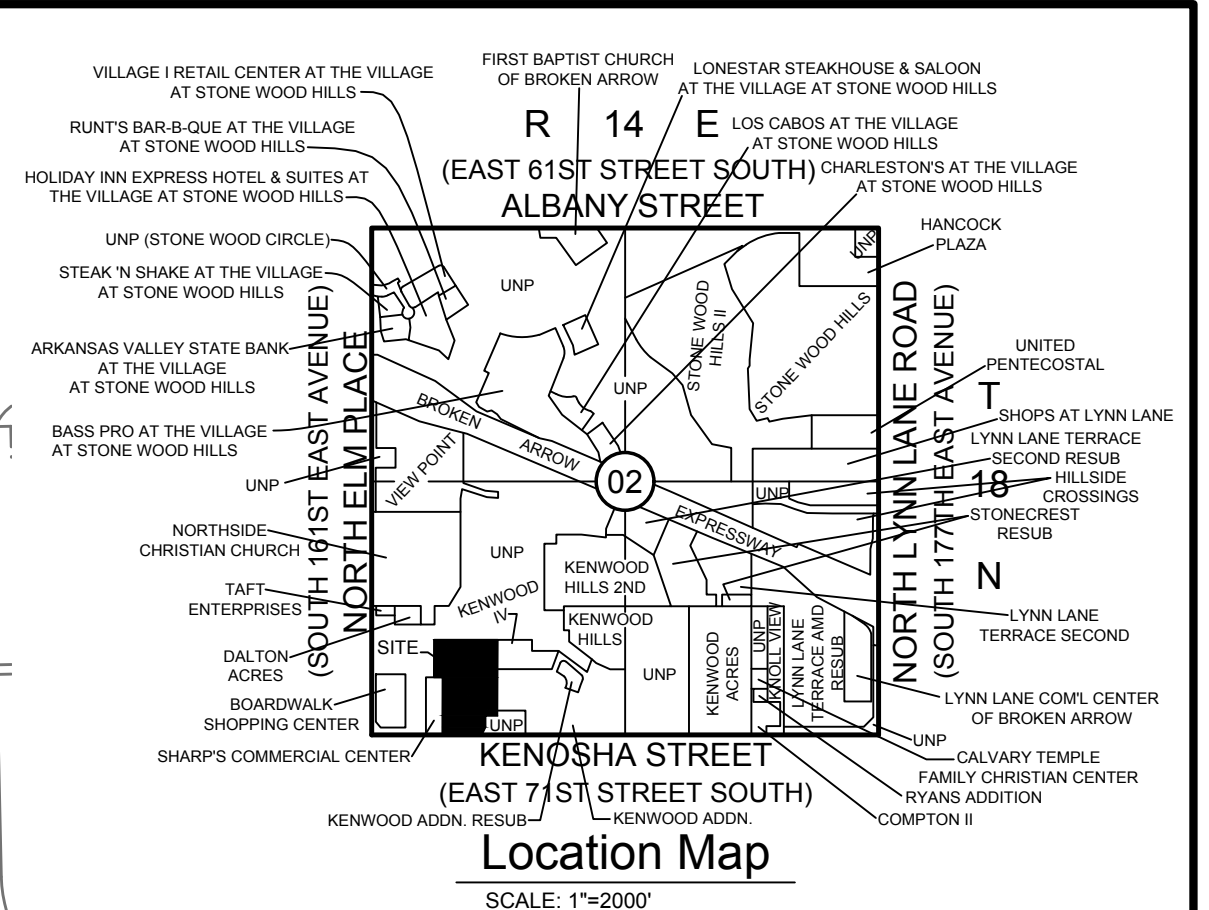 VILLAGE I RETAIL CENTER AT THE VILLAGE
AT STONE WOOD HILLS
FIRST BAPTIST CHURCH
OF BROKEN ARROW
LONESTAR STEAKHOUSE & SALOON
AT THE VILLAGE AT STONE WOOD HILLS
RUNT'S BAR-B-QUE AT THE VILLAGE
AT STONE WOOD HILLS
R 14 E
LOS CABOS AT THE VILLAGE
AT STONE WOOD HILLS
HOLIDAY INN EXPRESS HOTEL & SUITES AT
THE VILLAGE AT STONE WOOD HILLS
(EAST 61ST STREET SOUTH)
ALBANY STREET
CHARLESTON'S AT THE VILLAGE
AT STONE WOOD HILLS
UNP (STONE WOOD CIRCLE)
HANCOCK
PLAZA
STEAK 'N SHAKE AT THE VILLAGE
AT STONE WOOD HILLS
ARKANSAS VALLEY STATE BANK
AT THE VILLAGE
AT STONE WOOD HILLS
BASS PRO AT THE VILLAGE
AT STONE WOOD HILLS
UNP
NORTHSIDE
CHRISTIAN CHURCH
TAFT
ENTERPRISES
DALTON
ACRES
BOARDWALK
SHOPPING CENTER
SHARP'S COMMERCIAL CENTER
(SOUTH 161ST EAST AVENUE)
NORTH ELM PLACE
UNP
UNP
UNP
STONE WOOD
HILLS II
STONE WOOD HILLS
BROKEN
ARROW
EXPRESSWAY
VIEW POINT
02
UNP
UNP
KENWOOD
HILLS 2ND
KENWOOD
IV
KENWOOD
HILLS
SITE
UNP
UNP
KENWOOD
ACRES
UNP
KNOLL VIEW
LYNN LANE
TERRACE AMD
RESUB
NORTH LYNN LANE ROAD
(SOUTH 177TH EAST AVENUE)
UNITED
PENTECOSTAL
T
SHOPS AT LYNN LANE
LYNN LANE TERRACE
SECOND RESUB
18
HILLSIDE
CROSSINGS
STONECREST
RESUB
N
LYNN LANE
TERRACE SECOND
LYNN LANE COM'L CENTER
OF BROKEN ARROW
UNP
CALVARY TEMPLE
FAMILY CHRISTIAN CENTER
RYANS ADDITION
COMPTON II
KENOSHA STREET
(EAST 71ST STREET SOUTH)
KENWOOD ADDN. RESUB
KENWOOD ADDN.
Location Map
SCALE: 1"=2000'